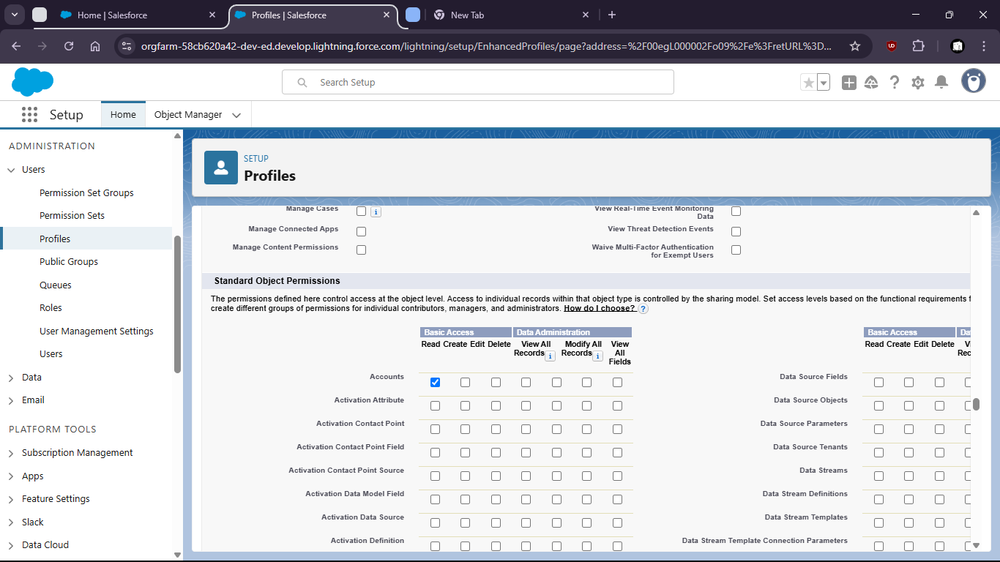 Home | Salesforce
Profiles | Salesforce
New Tab
orgfarm-58cb620a42-dev-ed.develop.lightning.force.com/lightning/setup/EnhancedProfiles/page?address=%2F00egL000002Fo09%2Fe%3FretURL%3D...
Search Setup
Setup
Home
Object Manager
ADMINISTRATION
Users
Permission Set Groups
Permission Sets
Profiles
Public Groups
Queues
Roles
User Management Settings
Users
Data
Email
PLATFORM TOOLS
Subscription Management
Apps
Feature Settings
Slack
Data Cloud
SETUP
Profiles
Manage Cases
View Real-Time Event Monitoring
Data
Manage Connected Apps
View Threat Detection Events
Manage Content Permissions
Waive Multi-Factor Authentication
for Exempt Users
Standard Object Permissions
The permissions defined here control access at the object level. Access to individual records within that object type is controlled by the sharing model. Set access levels based on the functional requirements f
create different groups of permissions for individual contributors, managers, and administrators. How do I choose? ?
Basic Access Data Administration
Read Create Edit Delete View All Records i Modify All Records i View All Fields
Basic Access Da
Read Create Edit Delete Vi
Rec
Accounts
Data Source Fields
Activation Attribute
Data Source Objects
Activation Contact Point
Data Source Parameters
Activation Contact Point Field
Data Source Tenants
Activation Contact Point Source
Data Streams
Activation Data Model Field
Data Stream Definitions
Activation Data Source
Data Stream Templates
Activation Definition
Data Stream Template Connection Parameters